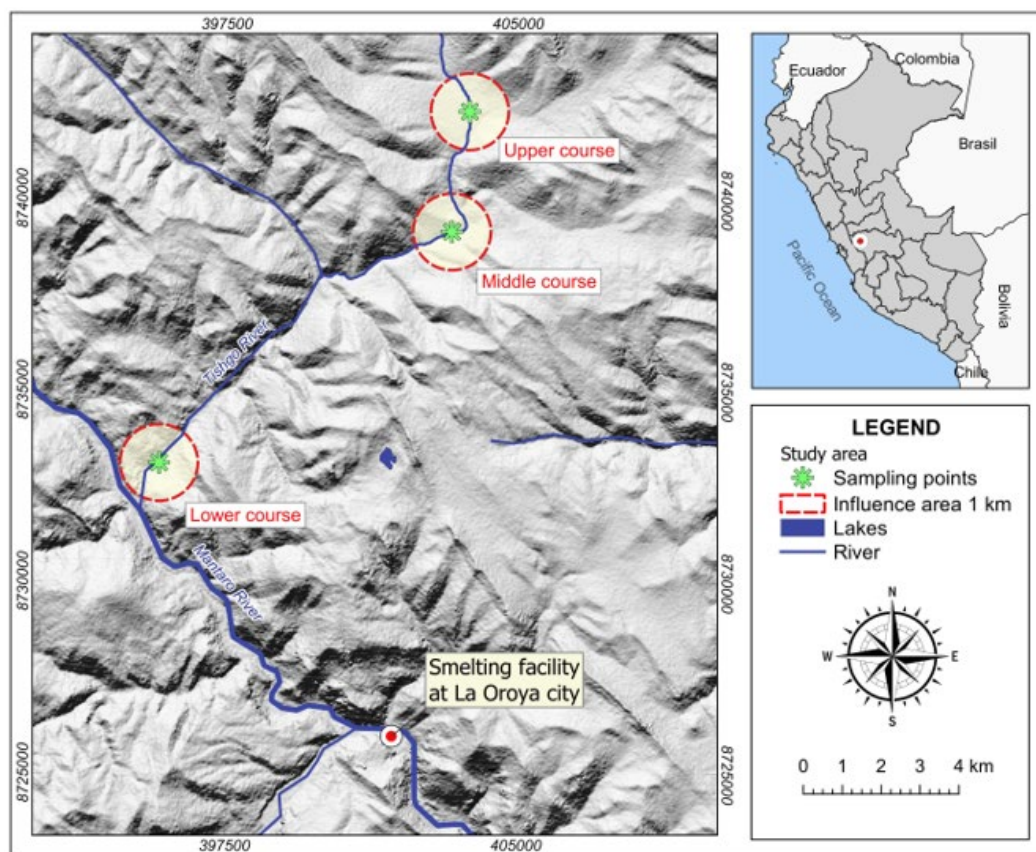 397500
405000
Upper course
8740000
8740000
Middle course
Tishgo River
8735000
8735000
Lower course
Mantaro River
8730000
8730000
Smelting facility
at La Oroya city
8725000
8725000
397500
405000
Ecuador
Colombia
Brasil
Pacific Ocean
Bolivia
Chile
LEGEND
Study area
Sampling points
Influence area 1 km
Lakes
River
N
W
E
S
0 1 2 3 4 km